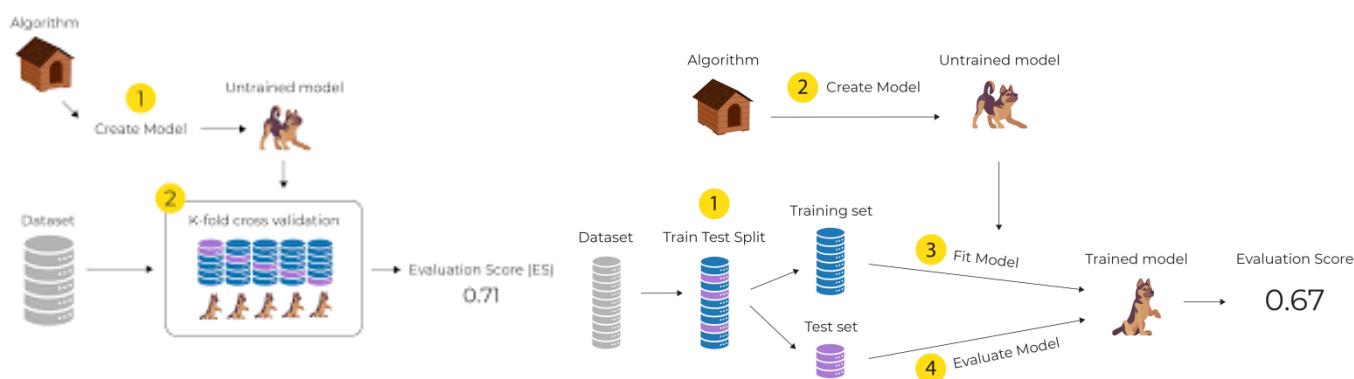 Algorithm
1
Create Model
Untrained model
2
K-fold cross validation
Dataset
Evaluation Score (ES)
0.71
Algorithm
2 Create Model
Untrained model
1
Dataset
Train Test Split
Training set
Test set
3 Fit Model
4 Evaluate Model
Trained model
Evaluation Score
0.67